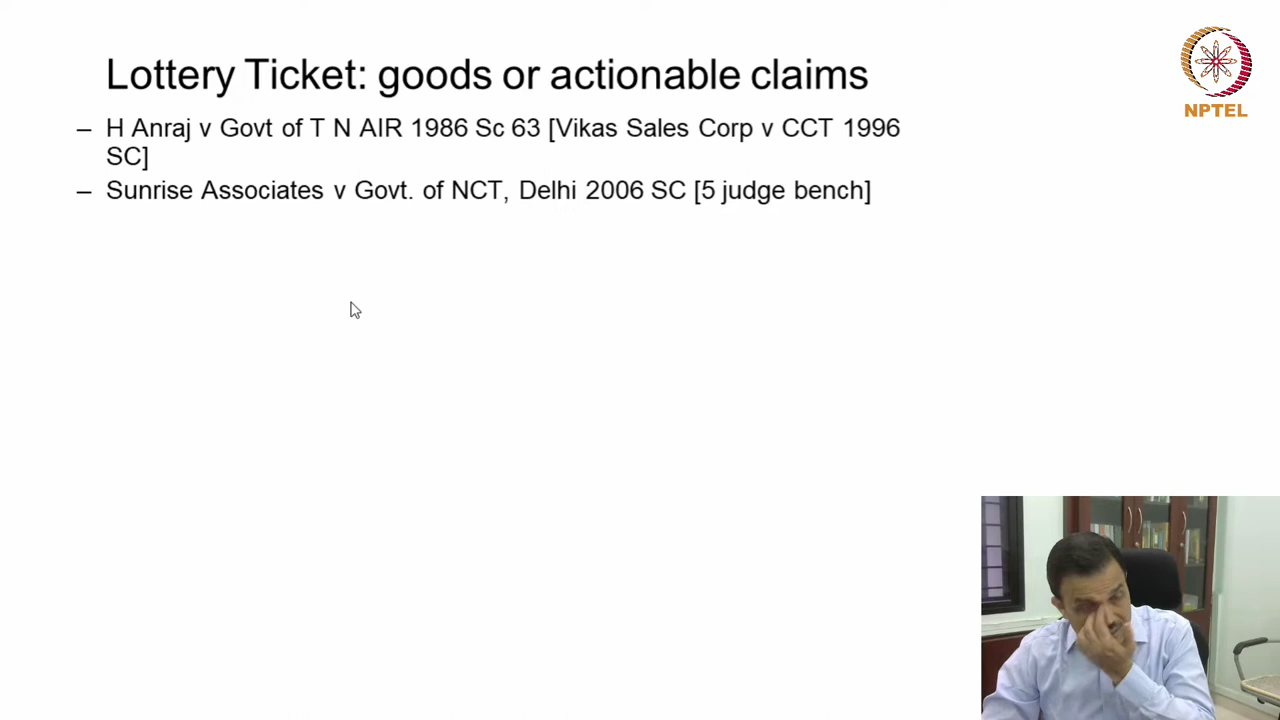 Lottery Ticket: goods or actionable claims
– H Anraj v Govt of T N AIR 1986 Sc 63 [Vikas Sales Corp v CCT 1996
SC]
– Sunrise Associates v Govt. of NCT, Delhi 2006 SC [5 judge bench]
NPTEL